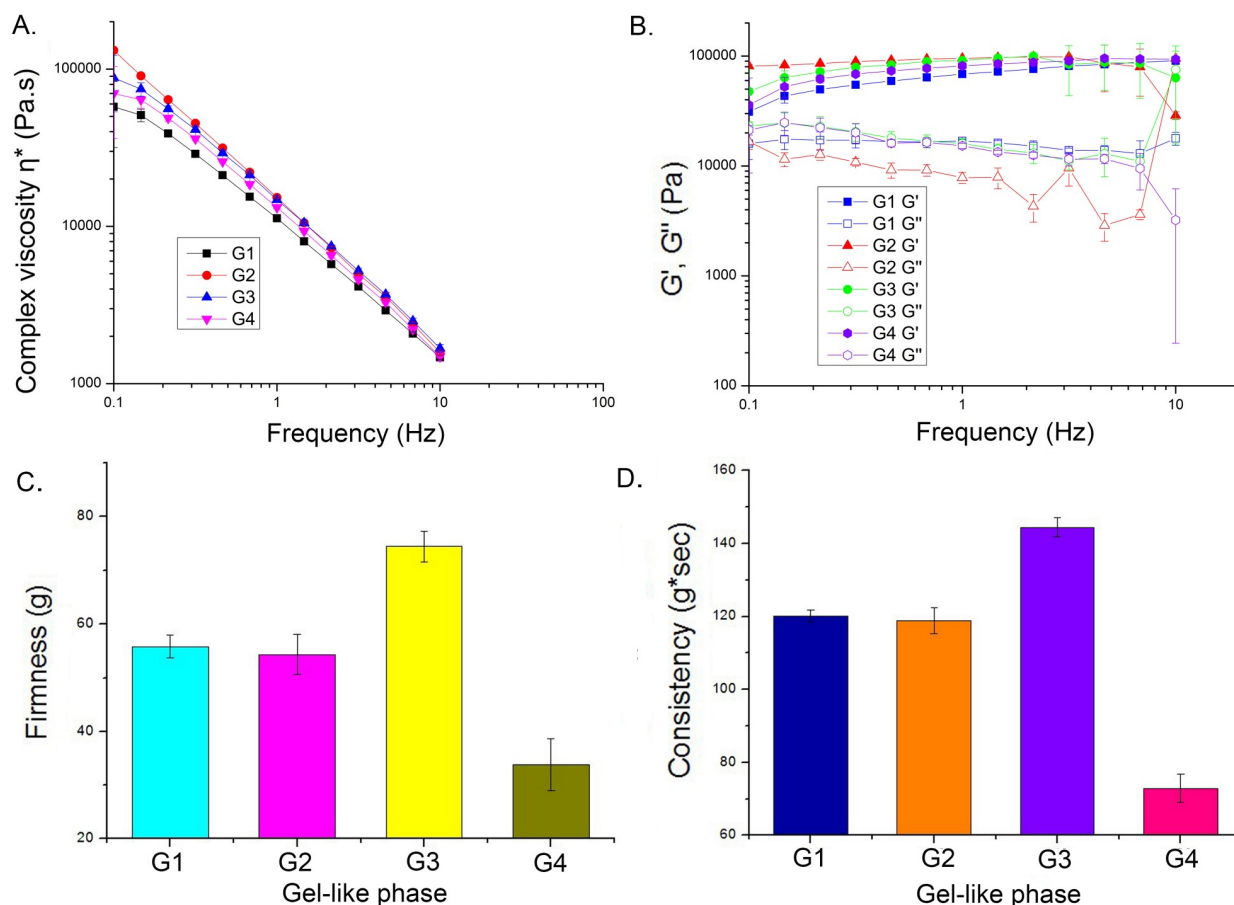 A.
Complex viscosity η* (Pa.s)
100000
10000
1000
G1
G2
G3
G4
0.1
1
10
100
Frequency (Hz)
B.
G', G'' (Pa)
100000
10000
1000
100
G1 G'
G1 G''
G2 G'
G2 G''
G3 G'
G3 G''
G4 G'
G4 G''
0.1
1
10
Frequency (Hz)
C.
Firmness (g)
80
60
40
20
G1
G2
G3
G4
Gel-like phase
D.
Consistency (g*sec)
160
140
120
100
80
60
G1
G2
G3
G4
Gel-like phase